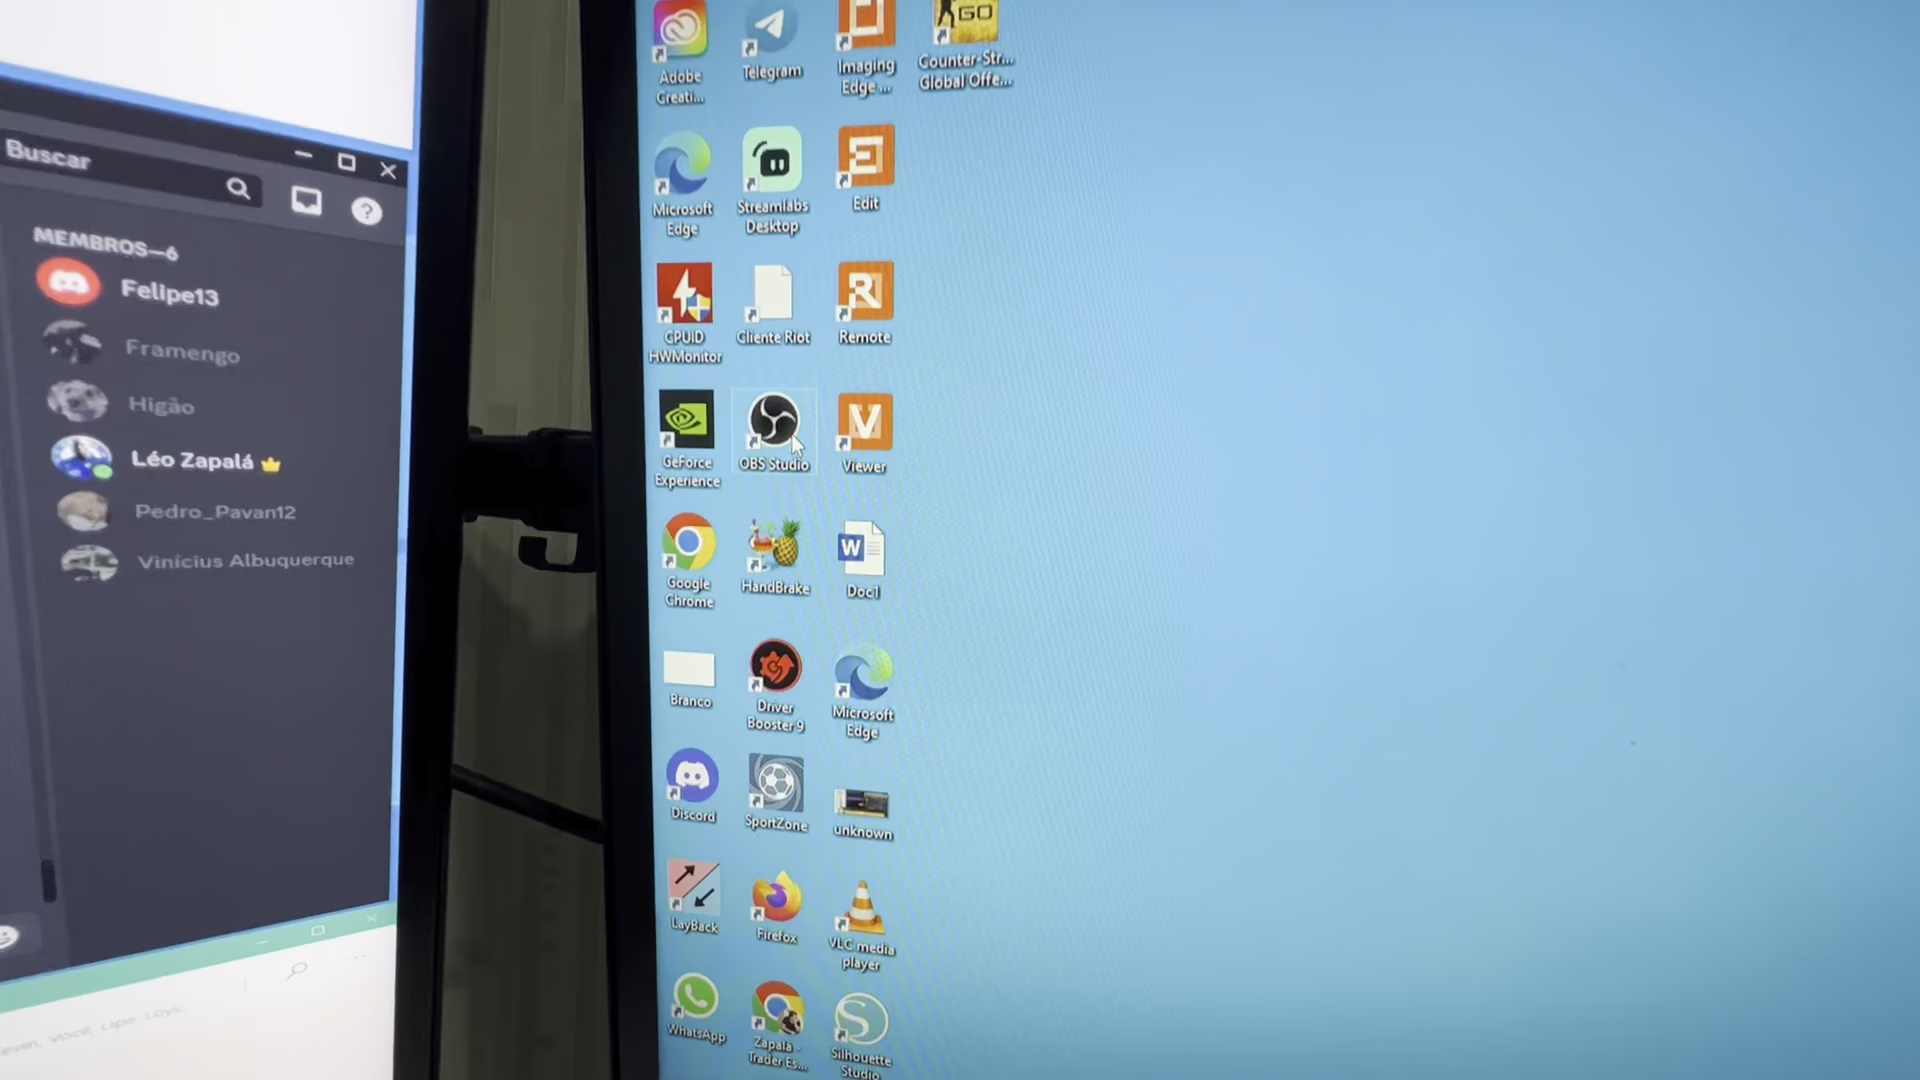 Buscar
MEMBROS—6
Felipe13
Framengo
Higão
Léo Zapalá
Pedro_Pavan12
Vinícius Albuquerque
Adobe
Creati...
Telegram
Imaging
Edge ...
GO
Counter-Str...
Global Offe...
Microsoft
Edge
Streamlabs
Desktop
Edit
CPUID
HWMonitor
Cliente Riot
R
Remote
GeForce
Experience
OBS Studio
V
Viewer
Google
Chrome
HandBrake
W
Doc1
Branco
Driver
Booster 9
Microsoft
Edge
Discord
SportZone
unknown
LayBack
Firefox
VLC media
player
WhatsApp
Zapala -
Trader Es...
S
Silhouette
Studio